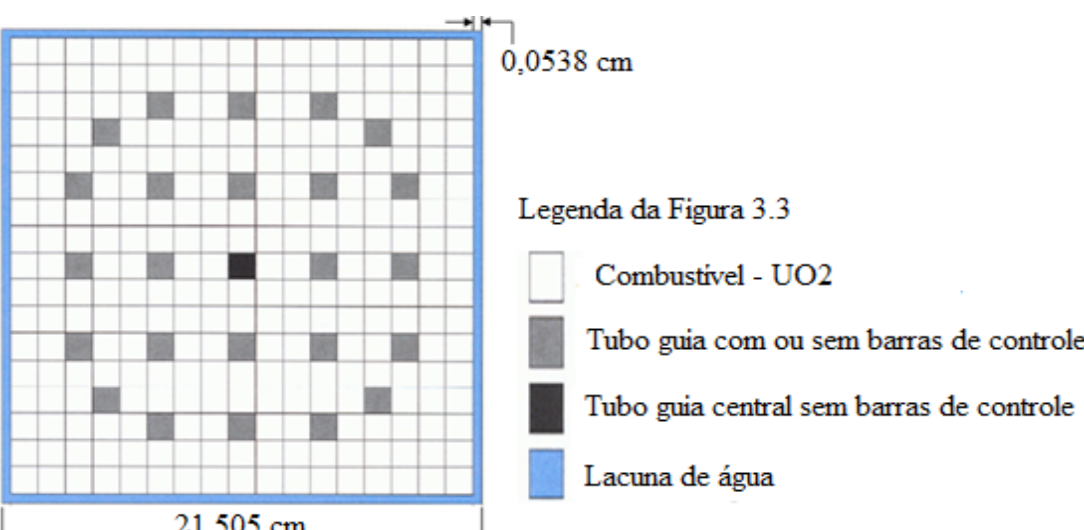 0,0538 cm
Legenda da Figura 3.3
Combustível - UO2
Tubo guia com ou sem barras de controle
Tubo guia central sem barras de controle
Lacuna de água
21,505 cm